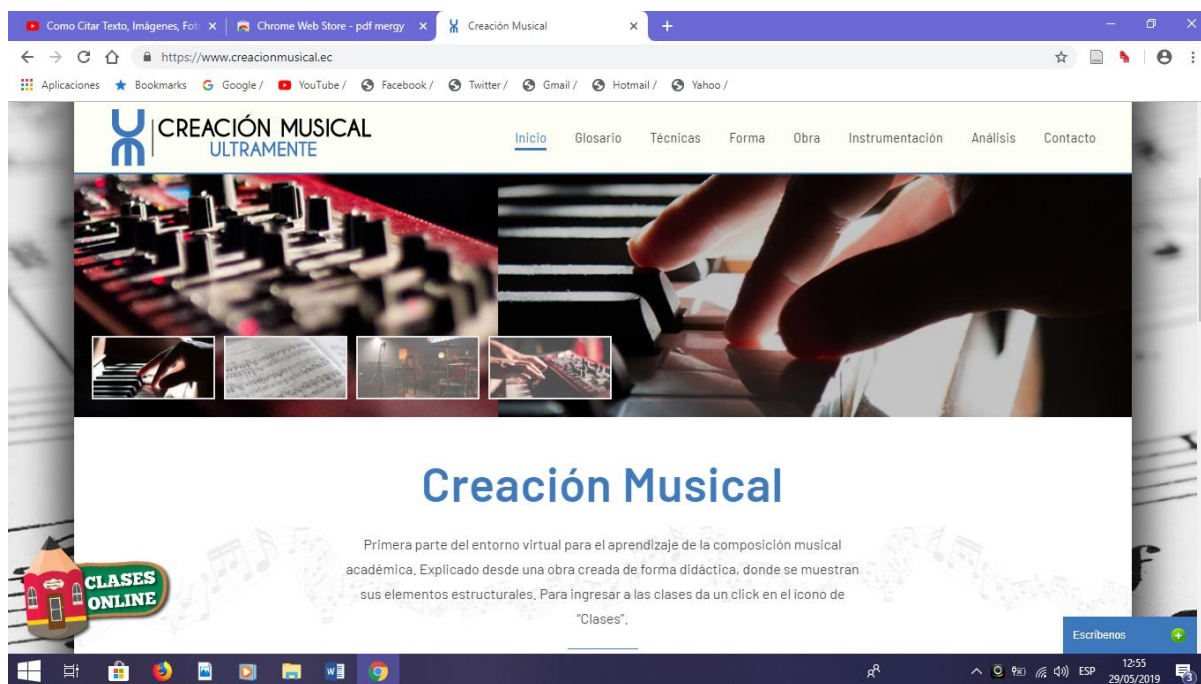 Como Citar Texto, Imágenes, Fot
Chrome Web Store - pdf mergy
Creación Musical
https://www.creacionmusical.ec
Aplicaciones
Bookmarks
Google /
YouTube /
Facebook /
Twitter /
Gmail /
Hotmail /
Yahoo /
CREACIÓN MUSICAL
ULTRAMENTE
Inicio
Glosario
Técnicas
Forma
Obra
Instrumentación
Análisis
Contacto
Creación Musical
Primera parte del entorno virtual para el aprendizaje de la composición musical
académica. Explicado desde una obra creada de forma didáctica, donde se muestran
sus elementos estructurales. Para ingresar a las clases da un click en el icono de
"Clases".
CLASES
ONLINE
Escríbenos
ESP
12:55
29/05/2019
3